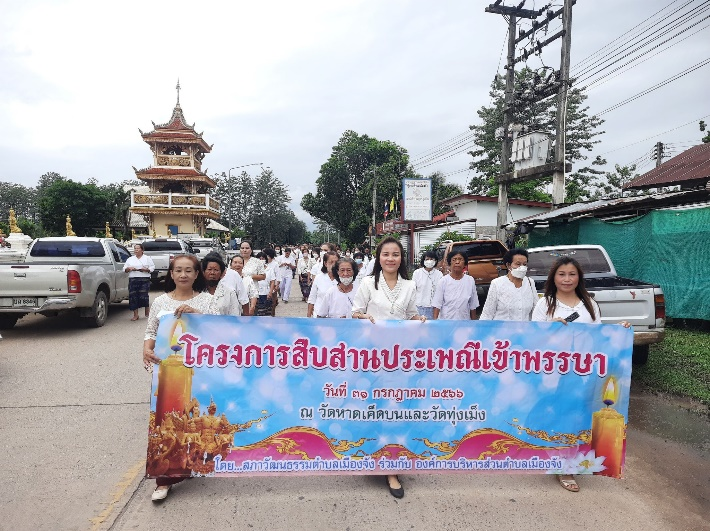 โครงการสืบสานประเพณีเข้าพรรษา
วันที่ ๓๑ กรกฎาคม ๒๕๖๖
ณ วัดหาดเค็ดบนและวัดทุ่งเม็ง
โดย...สภาวัฒนธรรมตำบลเมืองจัง ร่วมกับ องค์การบริหารส่วนตำบลเมืองจัง